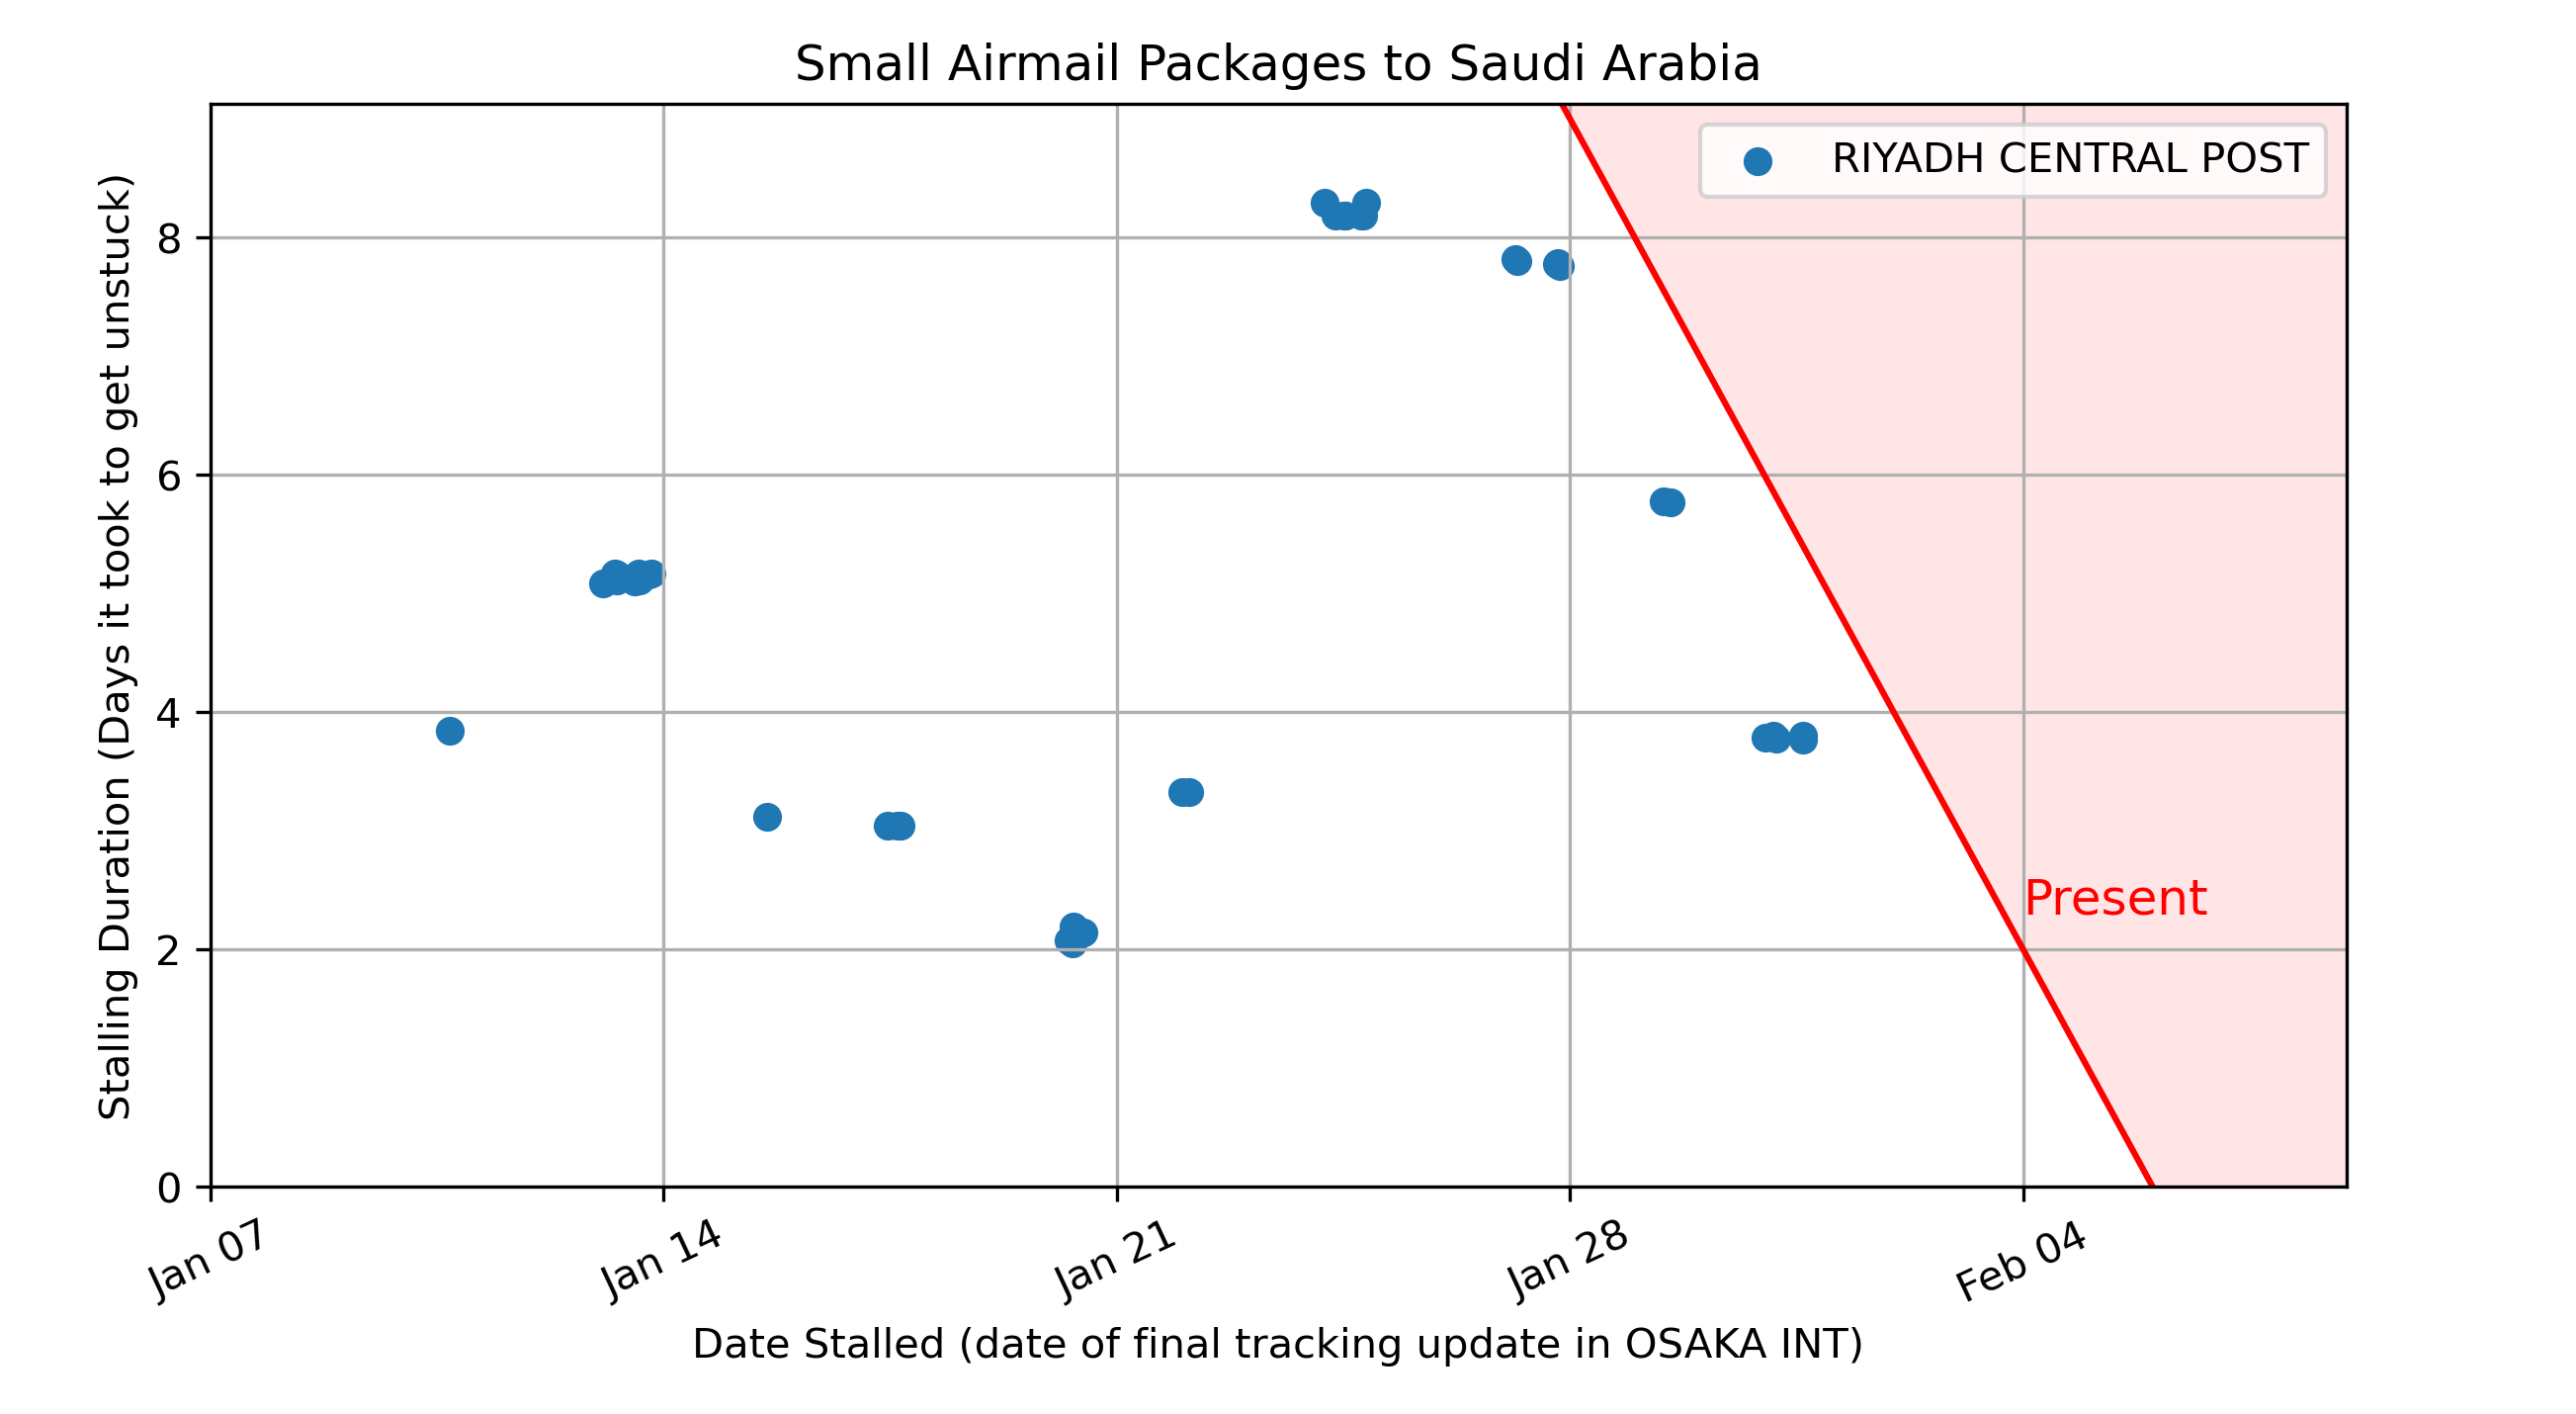 Small Airmail Packages to Saudi Arabia
RIYADH CENTRAL POST
Stalling Duration (Days it took to get unstuck)
8
6
4
2
0
Present
Jan 07
Jan 14
Jan 21
Jan 28
Feb 04
Date Stalled (date of final tracking update in OSAKA INT)